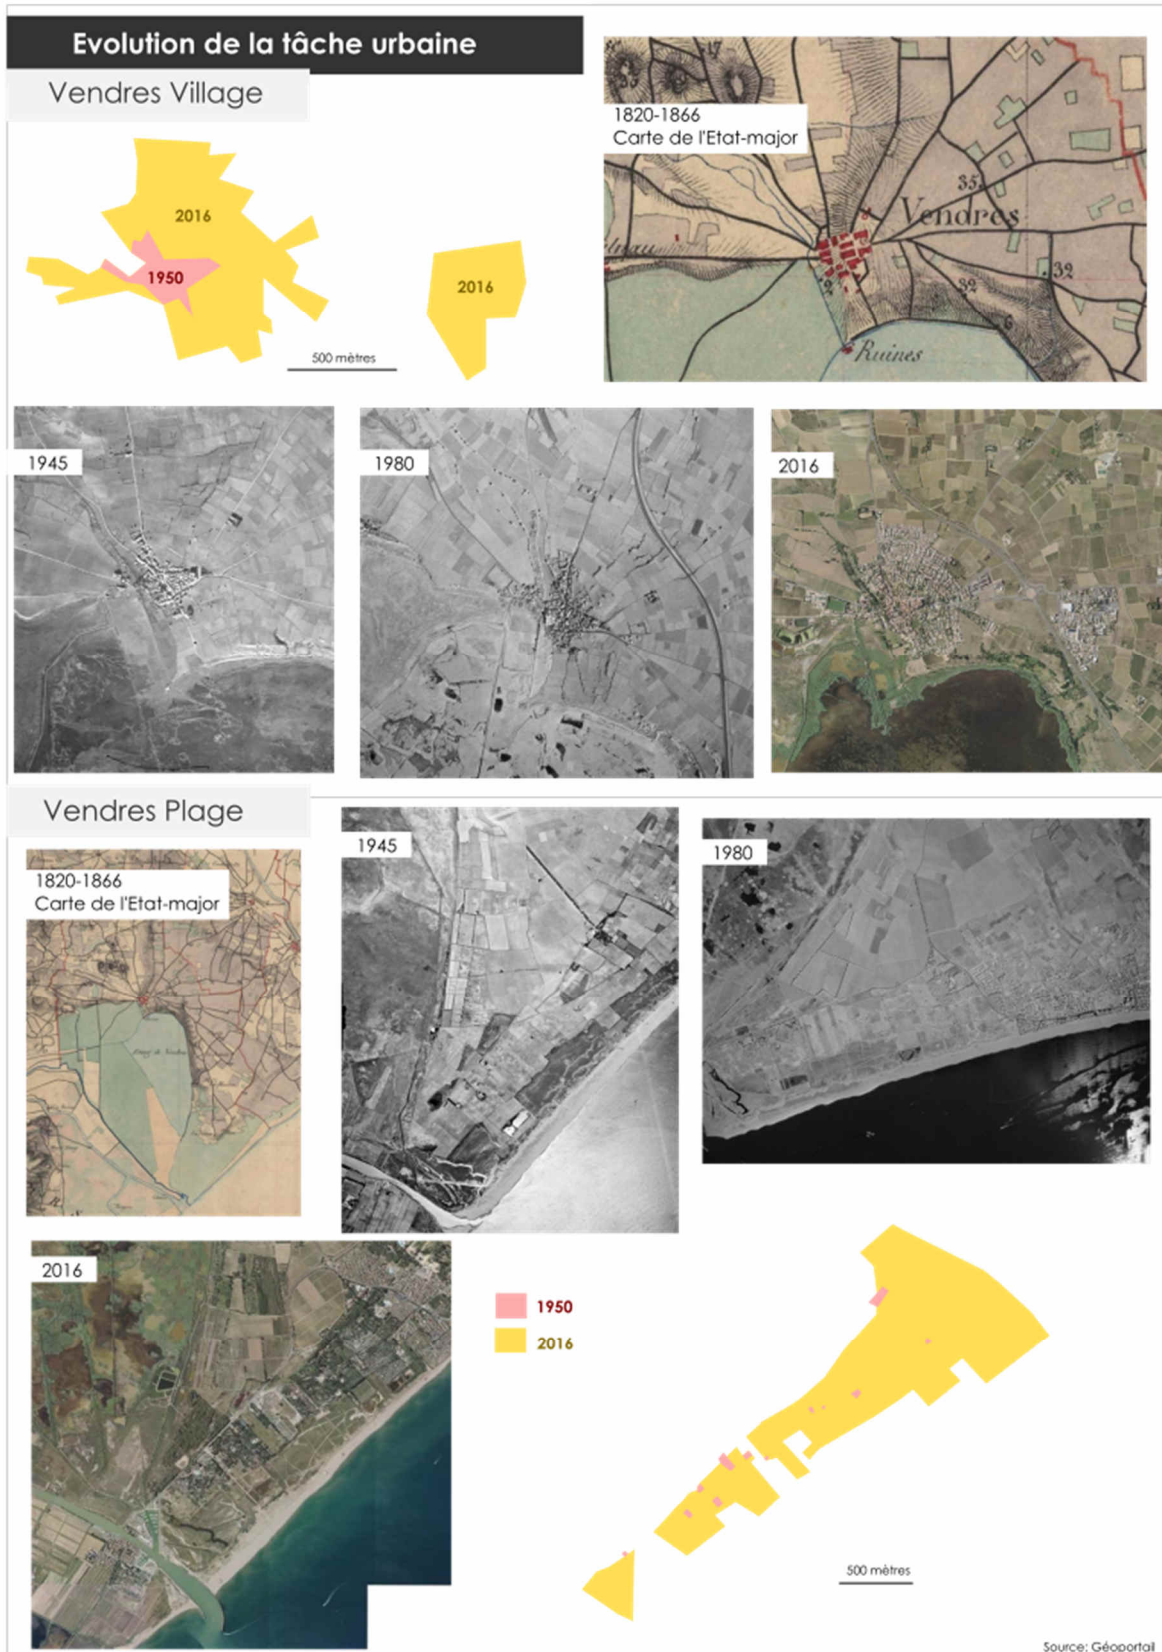 Evolution de la tâche urbaine
Vendres Village
2016
1950
2016
500 mètres
1820-1866
Carte de l'Etat-major
35
Vendres
32
32
6
2
Ruines
1945
1980
2016
Vendres Plage
1820-1866
Carte de l'Etat-major
1945
1980
2016
1950
2016
500 mètres
Source: Géoportail